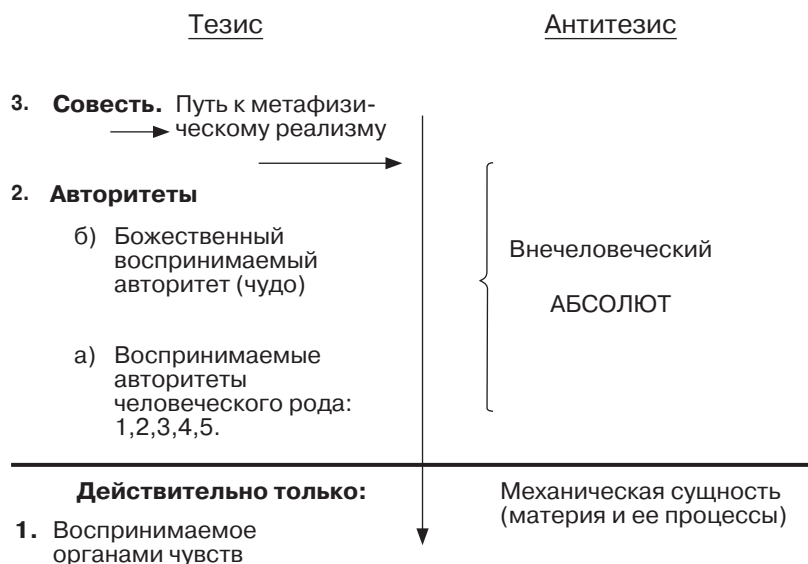 Тезис
Антитезис
3. Совесть. Путь к метафизи-
ческому реализму
2. Авторитеты
б) Божественный
воспринимаемый
авторитет (чудо)
Внечеловеческий
АБСОЛЮТ
а) Воспринимаемые
авторитеты
человеческого рода:
1,2,3,4,5.
Действительно только:
1. Воспринимаемое
органами чувств
Механическая сущность
(материя и ее процессы)